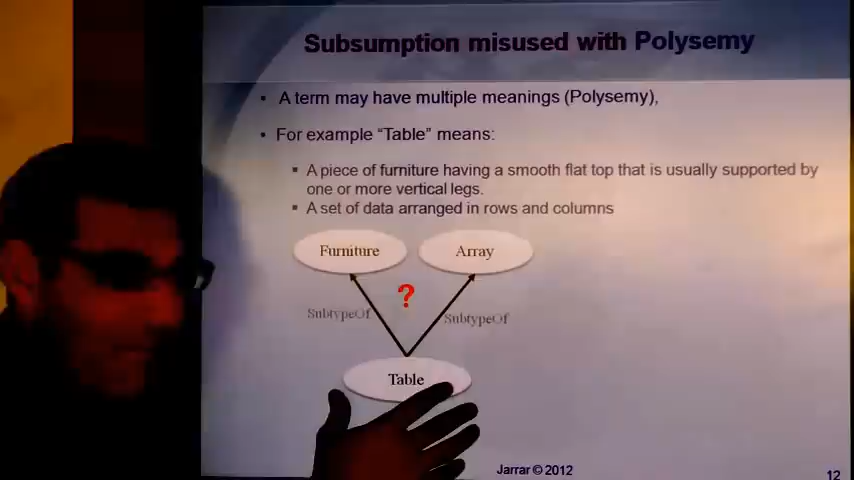 Subsumption misused with Polysemy
• A term may have multiple meanings (Polysemy),
• For example “Table” means:
▪ A piece of furniture having a smooth flat top that is usually supported by
one or more vertical legs.
▪ A set of data arranged in rows and columns
Furniture
Array
?
SubtypeOf
SubtypeOf
Table
Jarrar © 2012
12